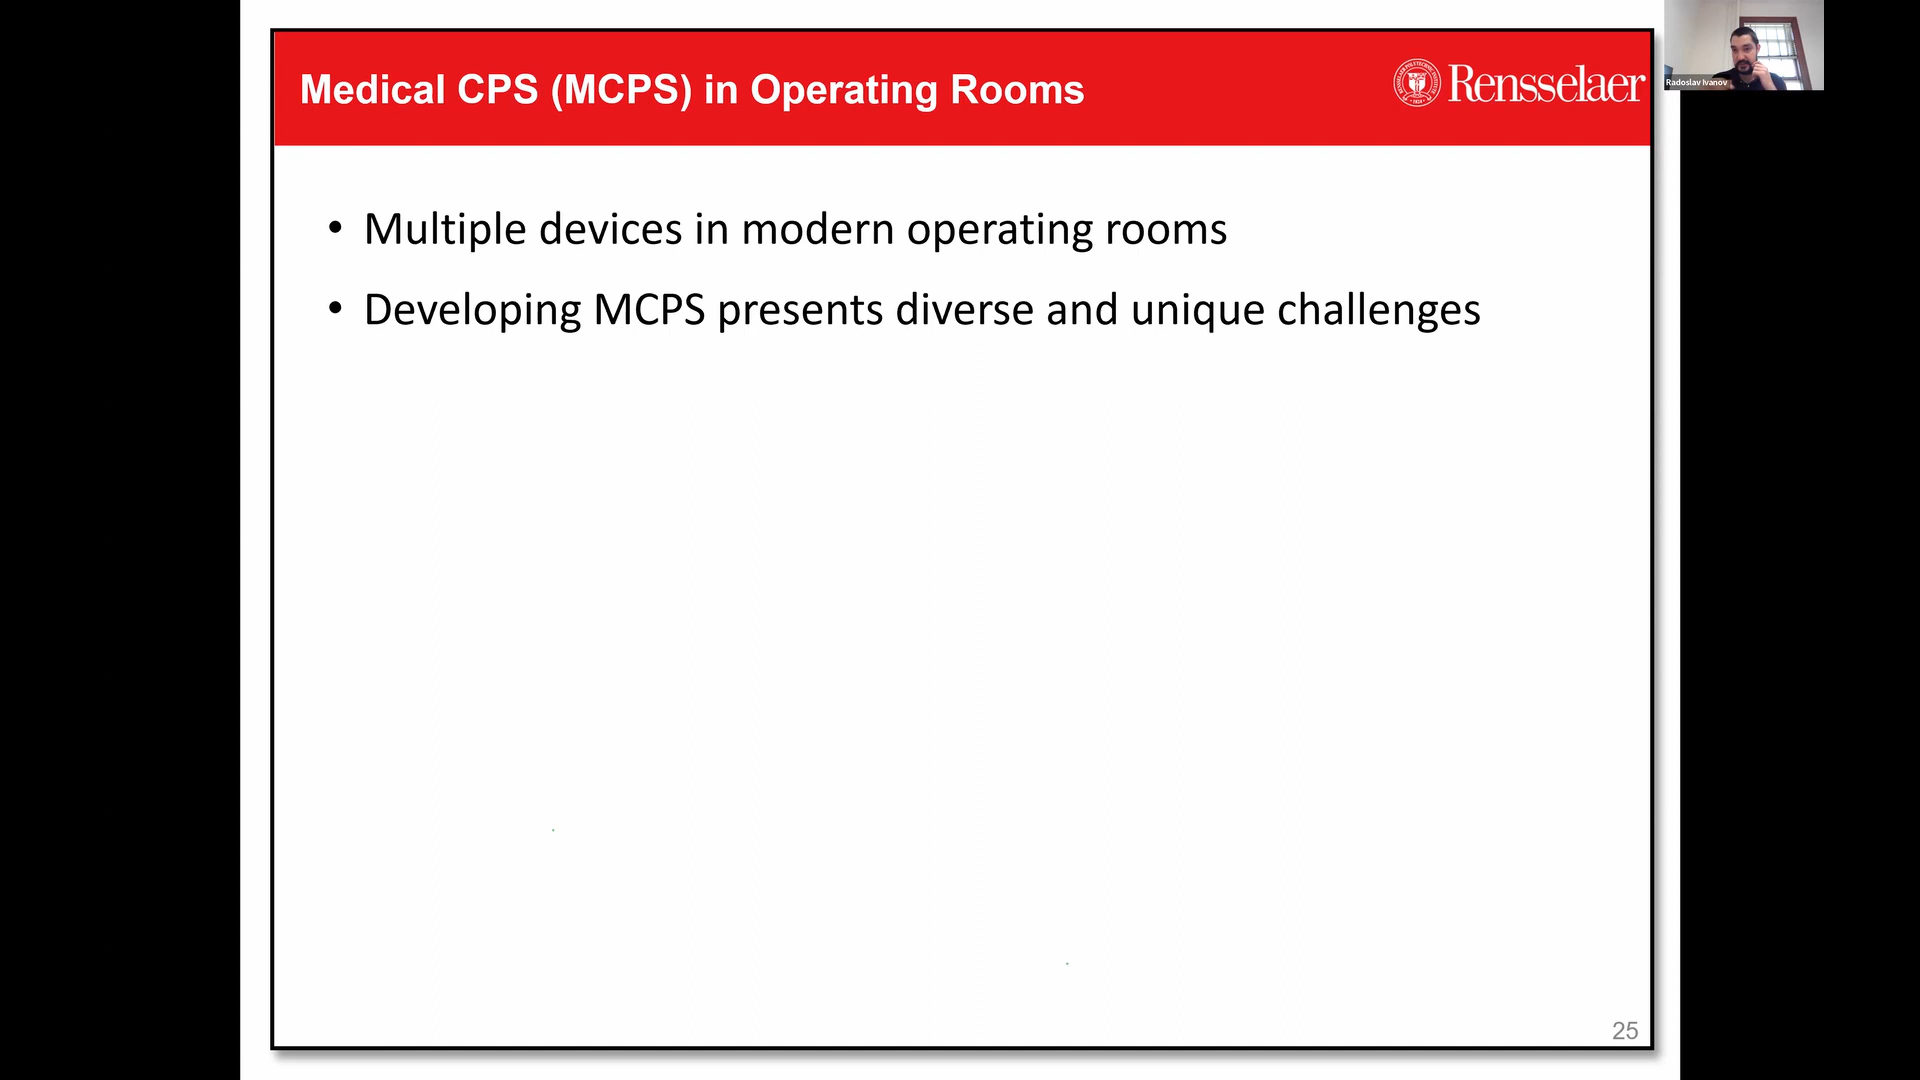 Medical CPS (MCPS) in Operating Rooms
Rensselaer
Radoslav Ivanov
• Multiple devices in modern operating rooms
• Developing MCPS presents diverse and unique challenges
25